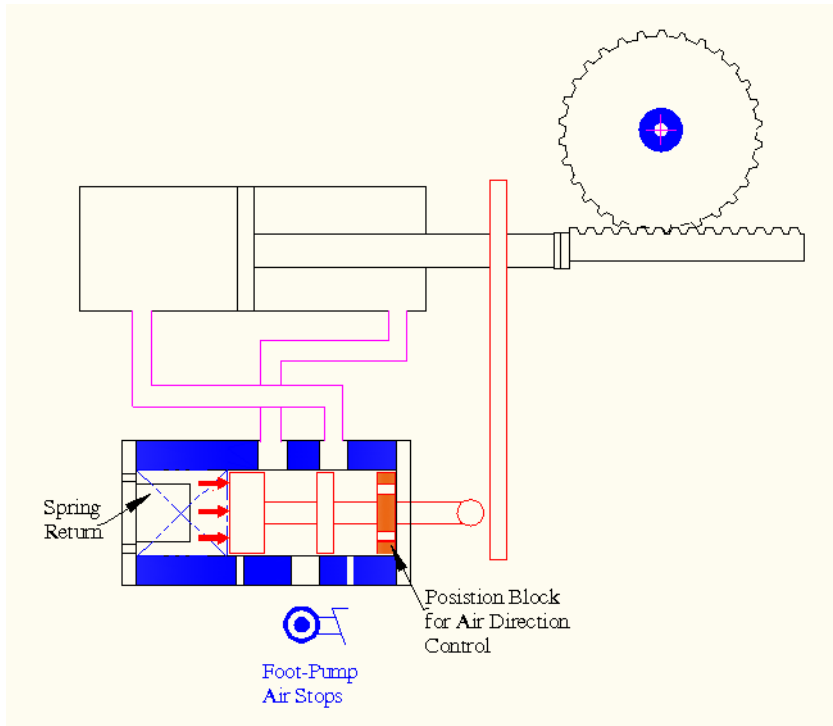 Spring
Return
Posistion Block
for Air Direction
Control
Foot-Pump
Air Stops